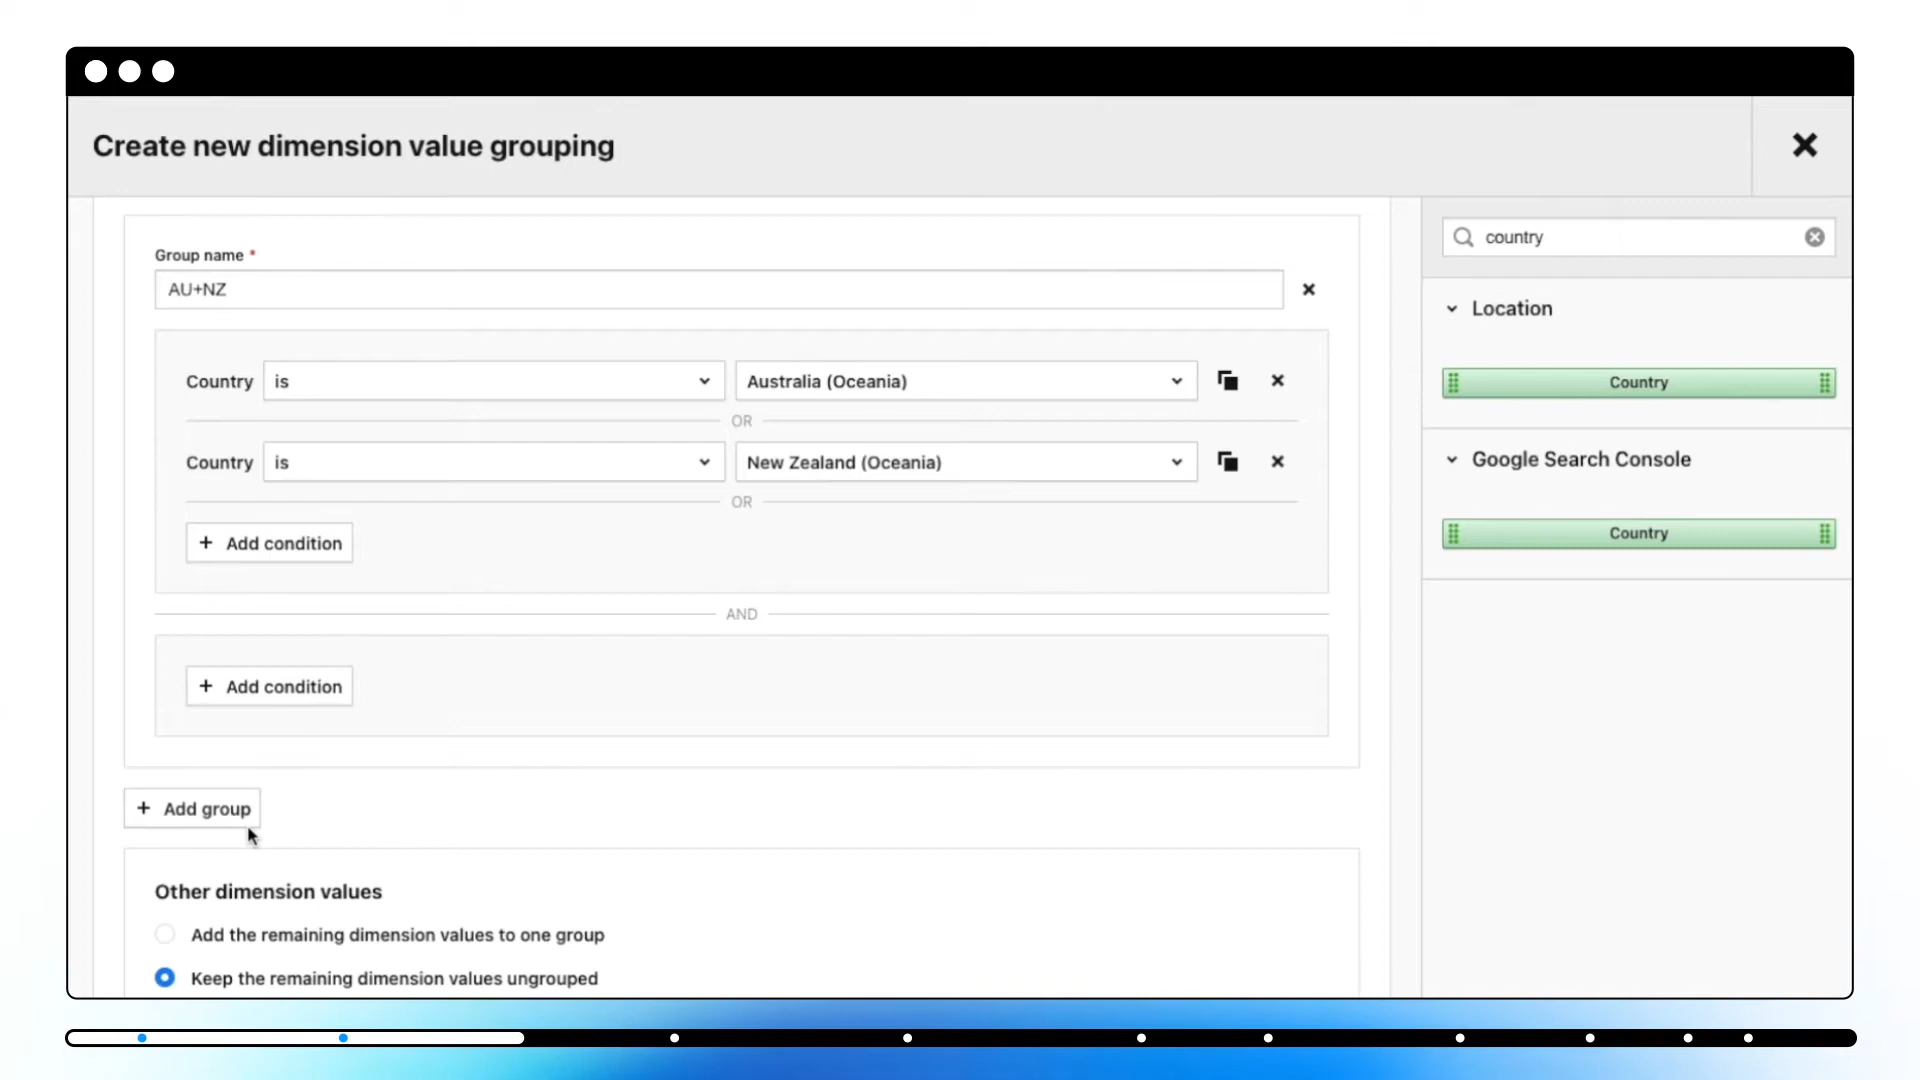 Create new dimension value grouping
country
Group name *
AU+NZ
Location
Country is Australia (Oceania)
Country
OR
Country is New Zealand (Oceania)
Google Search Console
OR
Country
+ Add condition
AND
+ Add condition
+ Add group
Other dimension values
Add the remaining dimension values to one group
Keep the remaining dimension values ungrouped